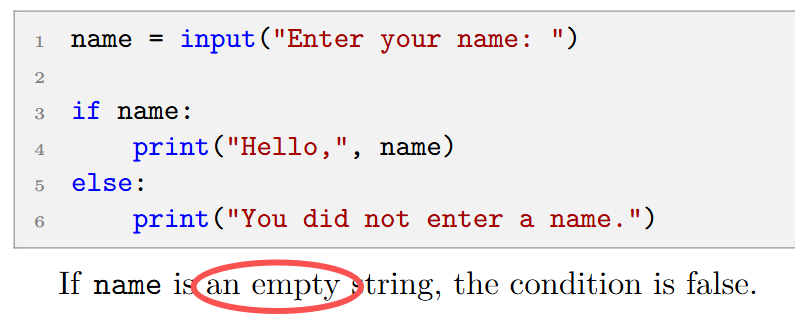 1 name = input("Enter your name: ")
2
3 if name:
4     print("Hello,", name)
5 else:
6     print("You did not enter a name.")
If name is an empty string, the condition is false.